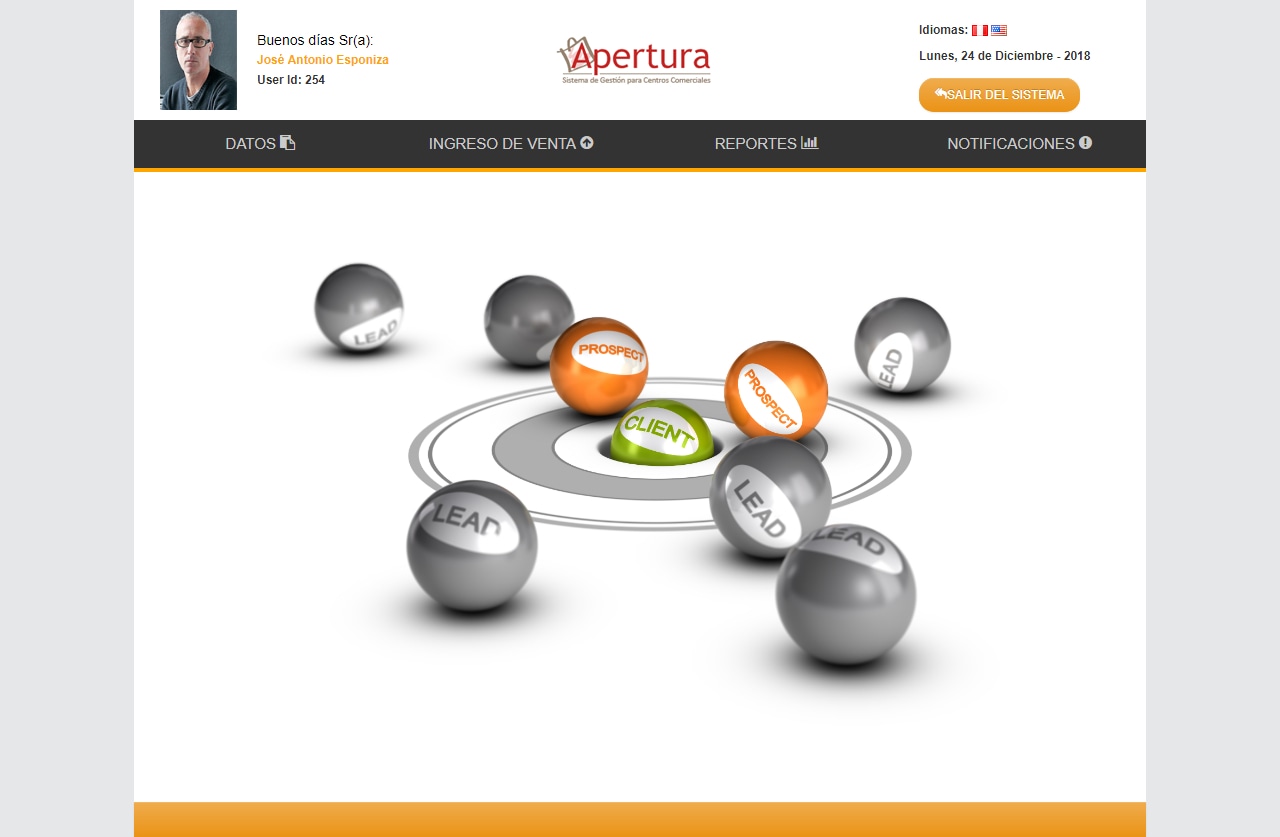 Buenos días Sr(a):
José Antonio Esponiza
User Id: 254
Apertura
Sistema de Gestión para Centros Comerciales
Idiomas:
Lunes, 24 de Diciembre - 2018
SALIR DEL SISTEMA
DATOS
INGRESO DE VENTA
REPORTES
NOTIFICACIONES
LEAD
PROSPECT
PROSPECT
LEAD
CLIENT
LEAD
LEAD
LEAD